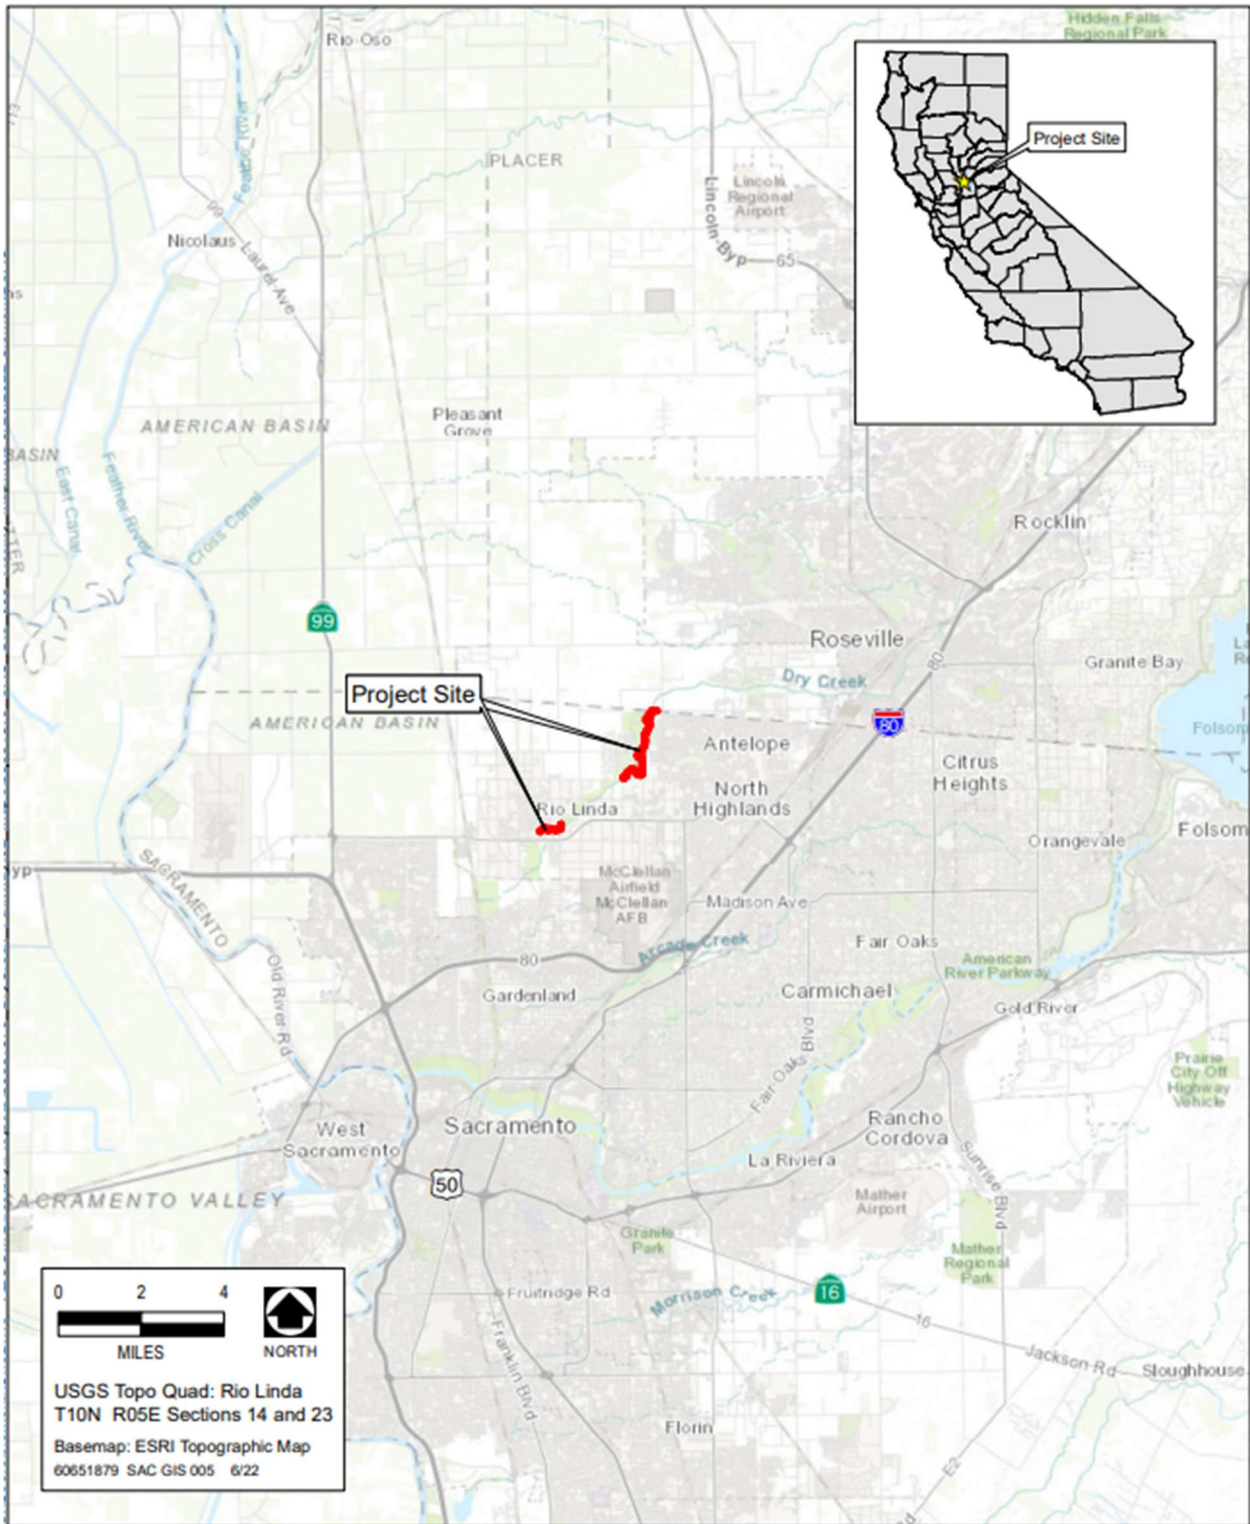 Rio Oso
Hidden Falls
Regional Park
113
Feather River
PLACER
Project Site
Lincoln
Regional
Airport
Lincoln Byp
65
99
Nicolaus
Laurel Ave
Pleasant
Grove
AMERICAN BASIN
BASIN
East Canal
Feather River
Cross Canal
Rocklin
99
Roseville
80
Granite Bay
Dry Creek
Project Site
AMERICAN BASIN
80
Folsom
Antelope
Citrus
Heights
North
Highlands
Rio Linda
Orangevale
Folsom
SACRAMENTO
McClellan
Airfield
McClellan
AFB
Madison Ave
Arcade Creek
Fair Oaks
American
River Parkway
80
Old River Rd
Gardenland
Carmichael
Gold River
Fair Oaks Blvd
Prairie
City Off
Highway
Vehicle
West
Sacramento
Sacramento
Rancho
Cordova
La Riviera
Sunrise Blvd
50
SACRAMENTO VALLEY
Mather
Airport
Granite
Park
Mather
Regional
Park
Fruitridge Rd
Morrison Creek
16
16
Jackson Rd
Sloughhouse
Franklin Blvd
Florin
E2
0 2 4
MILES
NORTH
USGS Topo Quad: Rio Linda
T10N R05E Sections 14 and 23
Basemap: ESRI Topographic Map
60651879 SAC GIS 005 6/22